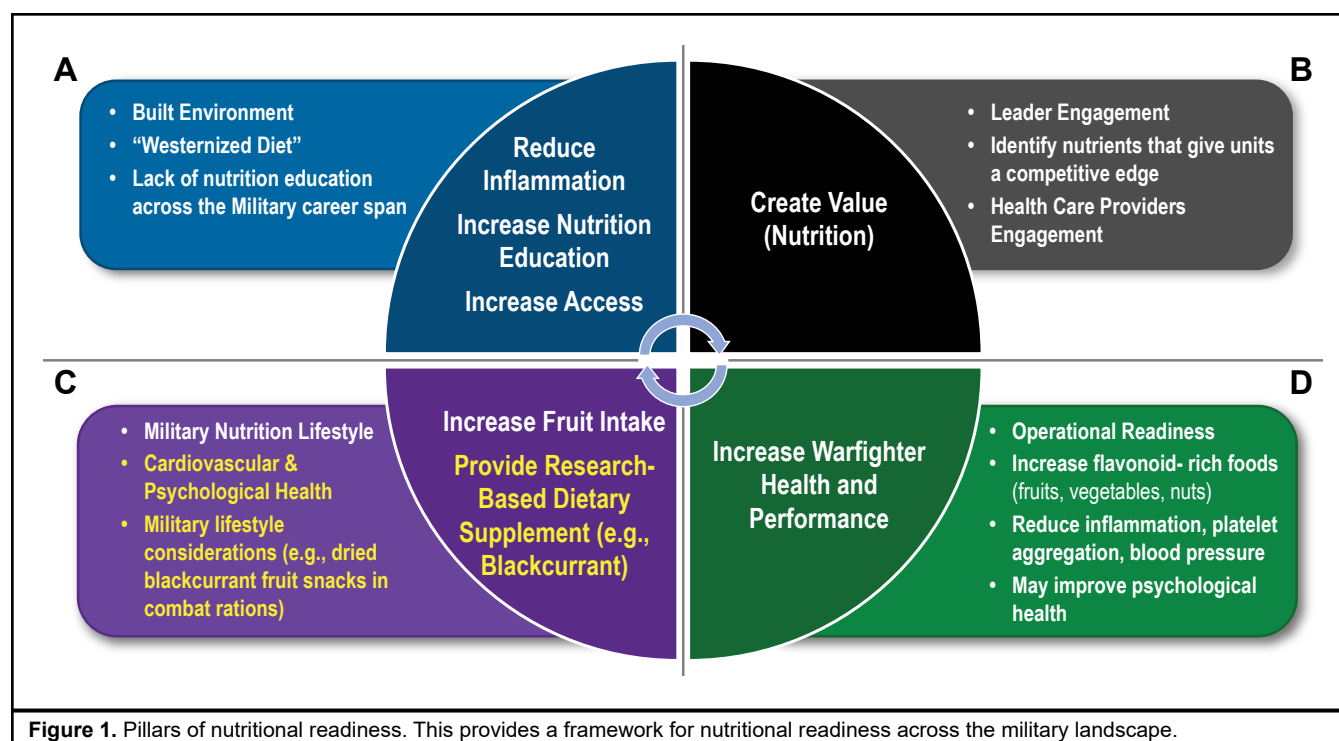 A
• Built Environment
• “Westernized Diet”
• Lack of nutrition education
across the Military career span
Reduce
Inflammation
Increase Nutrition
Education
Increase Access
B
Create Value
(Nutrition)
• Leader Engagement
• Identify nutrients that give units
a competitive edge
• Health Care Providers
Engagement
C
• Military Nutrition Lifestyle
• Cardiovascular &
Psychological Health
• Military lifestyle
considerations (e.g., dried
blackcurrant fruit snacks in
combat rations)
Increase Fruit Intake
Provide Research-
Based Dietary
Supplement (e.g.,
Blackcurrant)
D
Increase Warfighter
Health and
Performance
• Operational Readiness
• Increase flavonoid- rich foods
(fruits, vegetables, nuts)
• Reduce inflammation, platelet
aggregation, blood pressure
• May improve psychological
health
Figure 1. Pillars of nutritional readiness. This provides a framework for nutritional readiness across the military landscape.